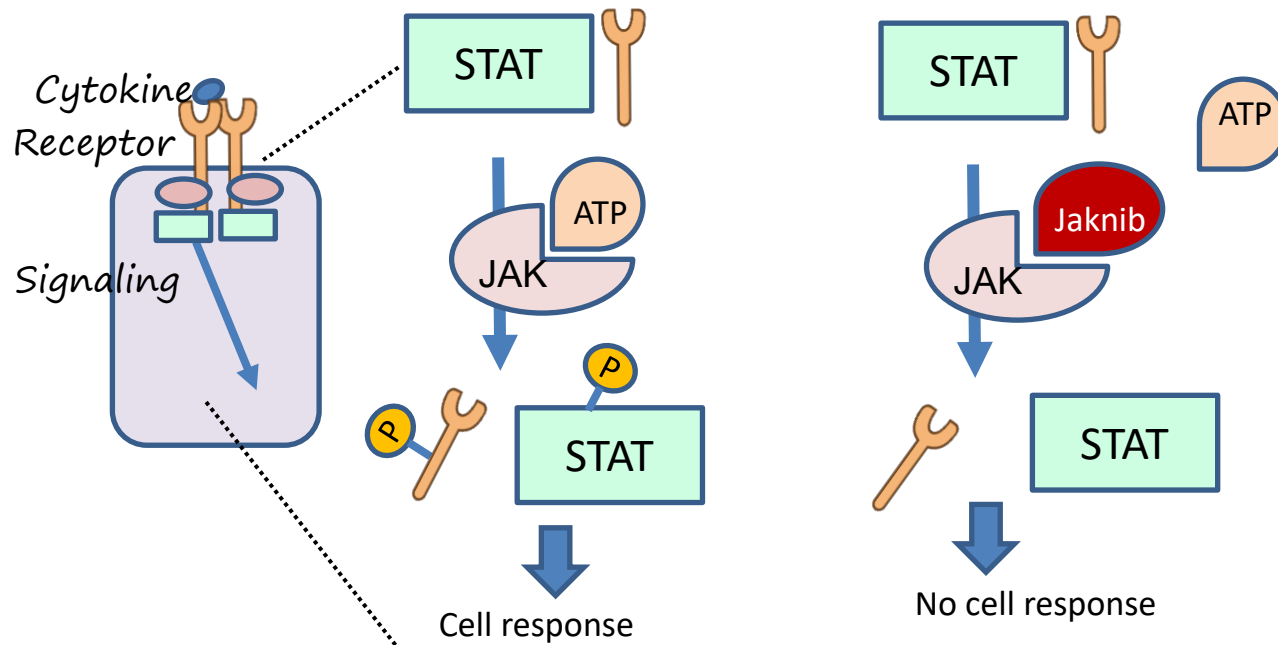 Cytokine
Receptor
Signaling
STAT
ATP
JAK
P
P
STAT
Cell response
STAT
ATP
Jaknib
JAK
STAT
No cell response